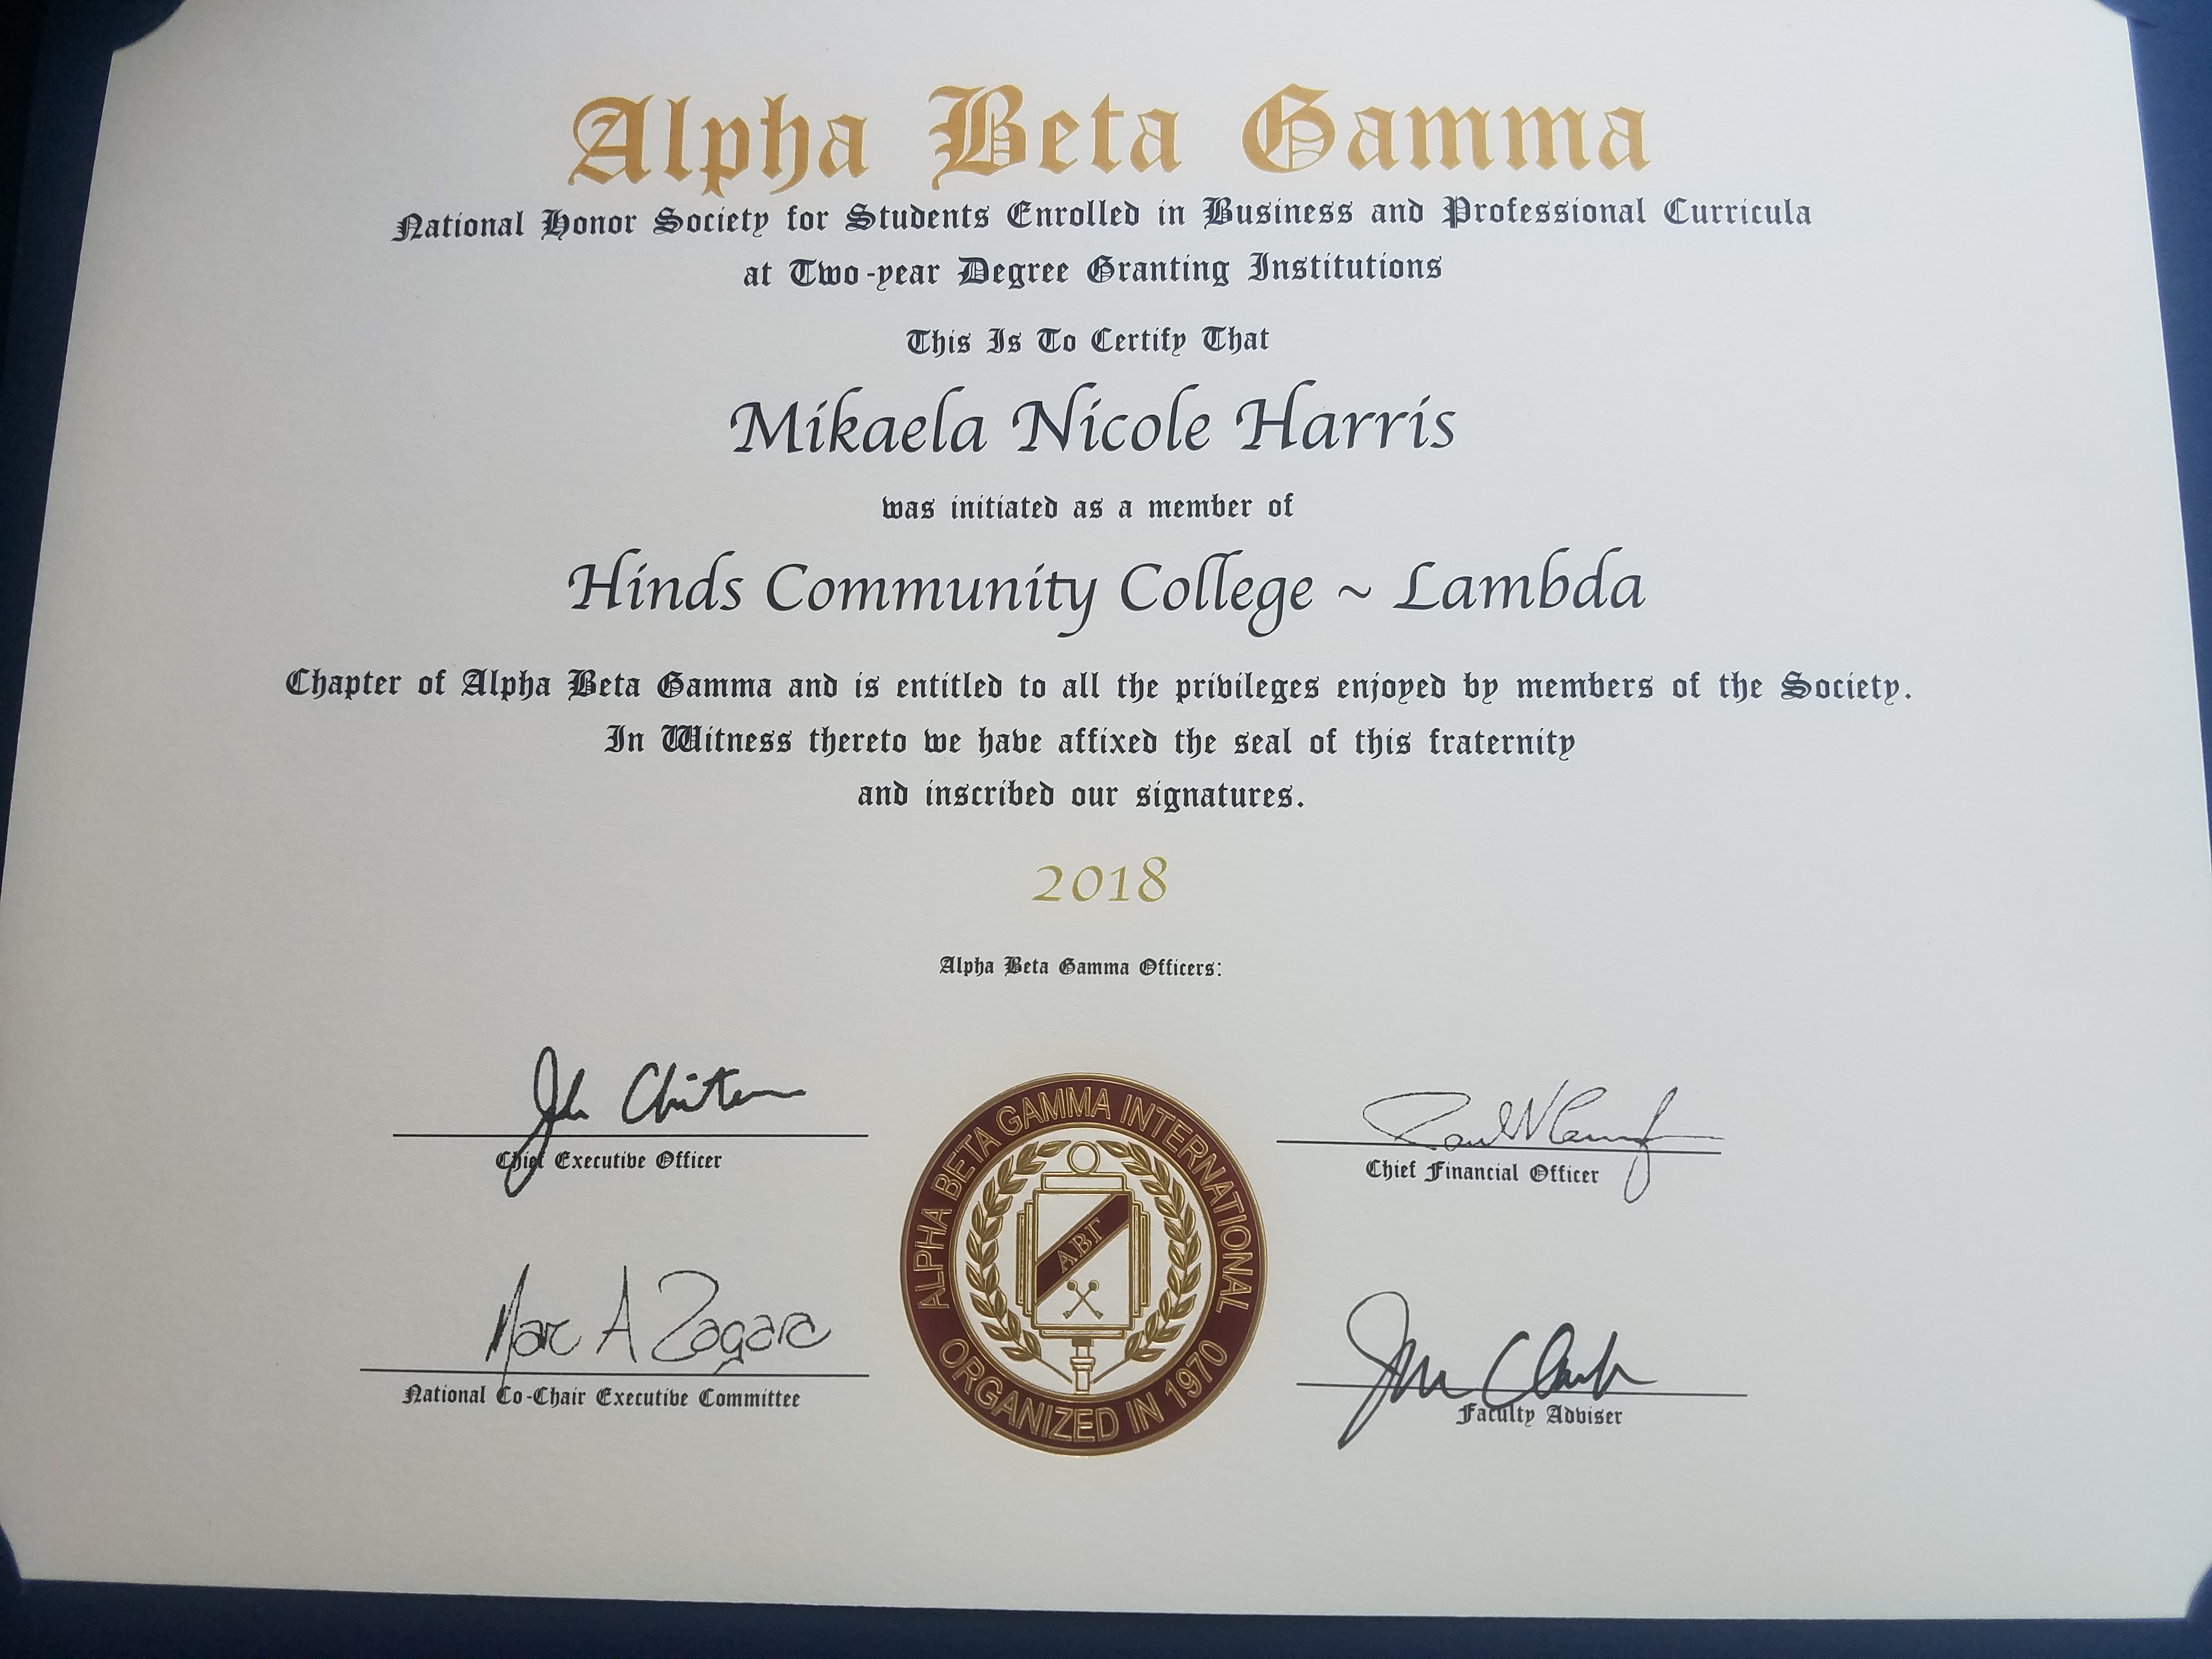 Alpha Beta Gamma
National Honor Society for Students Enrolled in Business and Professional Curricula
at Two-year Degree Granting Institutions
This Is To Certify That
Mikaela Nicole Harris
was initiated as a member of
Hinds Community College ~ Lambda
Chapter of Alpha Beta Gamma and is entitled to all the privileges enjoyed by members of the Society.
In Witness thereto we have affixed the seal of this fraternity
and inscribed our signatures.
2018
Alpha Beta Gamma Officers:
Chief Executive Officer
Chief Financial Officer
ALPHA BETA GAMMA INTERNATIONAL
ΑΒΓ
ORGANIZED IN 1970
Marc A Zagara
National Co-Chair Executive Committee
Faculty Adviser